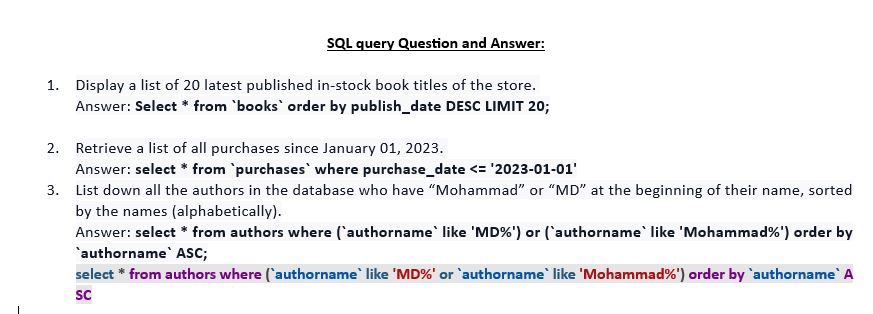 SQL query Question and Answer:
1. Display a list of 20 latest published in-stock book titles of the store.
Answer: Select * from `books` order by publish_date DESC LIMIT 20;
2. Retrieve a list of all purchases since January 01, 2023.
Answer: select * from `purchases` where purchase_date <= '2023-01-01'
3. List down all the authors in the database who have “Mohammad” or “MD” at the beginning of their name, sorted
by the names (alphabetically).
Answer: select * from authors where (`authorname` like 'MD%') or (`authorname` like 'Mohammad%') order by
`authorname` ASC;
select * from authors where (`authorname` like 'MD%' or `authorname` like 'Mohammad%') order by `authorname` A
SC